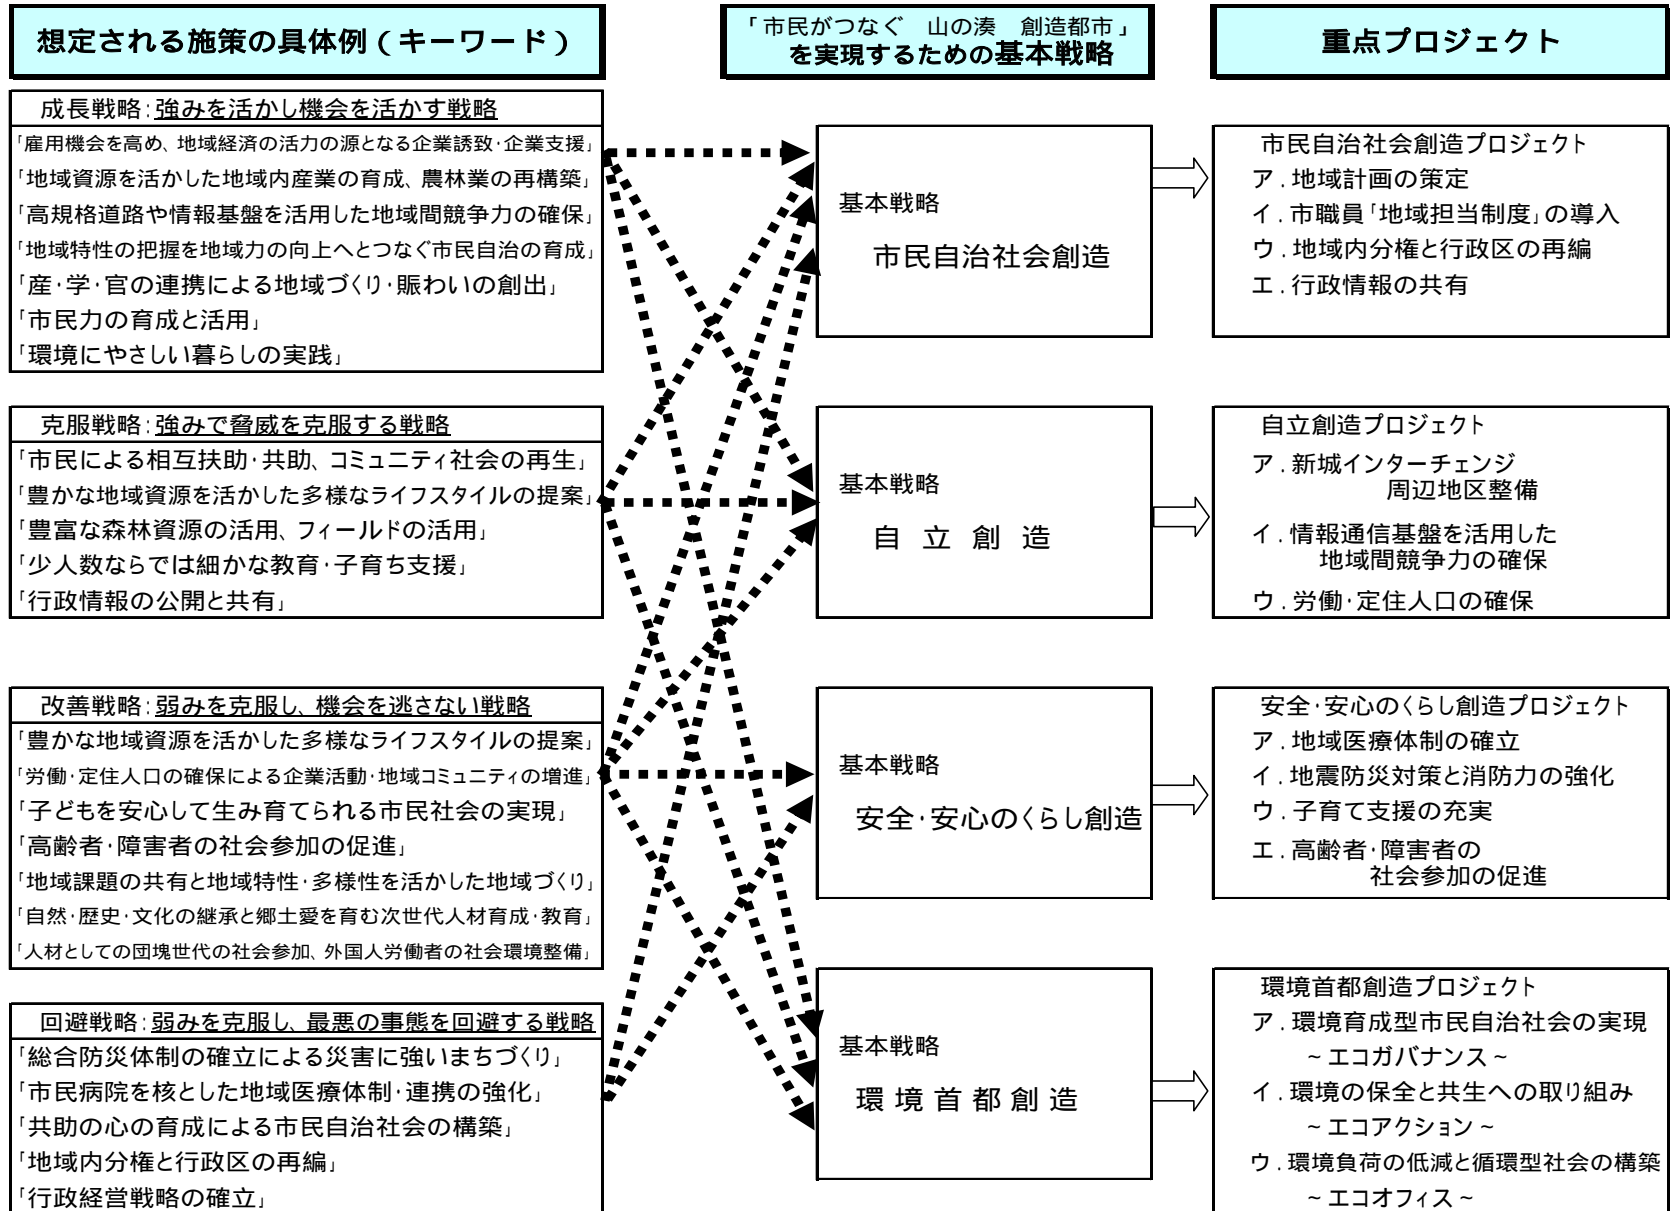 想定される施策の具体例(キーワード)
成長戦略:強みを活かし機会を活かす戦略
「雇用機会を高め、地域経済の活力の源となる企業誘致・企業支援」
「地域資源を活かした地域内産業の育成、農林業の再構築」
「高規格道路や情報基盤を活用した地域間競争力の確保」
「地域特性の把握を地域力の向上へとつなぐ市民自治の育成」
「産・学・官の連携による地域づくり・賑わいの創出」
「市民力の育成と活用」
「環境にやさしい暮らしの実践」
克服戦略:強みで脅威を克服する戦略
「市民による相互扶助・共助、コミュニティ社会の再生」
「豊かな地域資源を活かした多様なライフスタイルの提案」
「豊富な森林資源の活用、フィールドの活用」
「少人数ならでは細かな教育・子育ち支援」
「行政情報の公開と共有」
改善戦略:弱みを克服し、機会を逃さない戦略
「豊かな地域資源を活かした多様なライフスタイルの提案」
「労働・定住人口の確保による企業活動・地域コミュニティの増進」
「子どもを安心して生み育てられる市民社会の実現」
「高齢者・障害者の社会参加の促進」
「地域課題の共有と地域特性・多様性を活かした地域づくり」
「自然・歴史・文化の継承と郷土愛を育む次世代人材育成・教育」
「人材としての団塊世代の社会参加、外国人労働者の社会環境整備」
回避戦略:弱みを克服し、最悪の事態を回避する戦略
「総合防災体制の確立による災害に強いまちづくり」
「市民病院を核とした地域医療体制・連携の強化」
「共助の心の育成による市民自治社会の構築」
「地域内分権と行政区の再編」
「行政経営戦略の確立」
「市民がつなぐ 山の湊 創造都市」
を実現するための基本戦略
基本戦略
市民自治社会創造
基本戦略
自 立 創 造
基本戦略
安全・安心のくらし創造
基本戦略
環 境 首 都 創 造
重点プロジェクト
市民自治社会創造プロジェクト
ア.地域計画の策定
イ.市職員「地域担当制度」の導入
ウ.地域内分権と行政区の再編
エ.行政情報の共有
自立創造プロジェクト
ア.新城インターチェンジ
周辺地区整備
イ.情報通信基盤を活用した
地域間競争力の確保
ウ.労働・定住人口の確保
安全・安心のくらし創造プロジェクト
ア.地域医療体制の確立
イ.地震防災対策と消防力の強化
ウ.子育て支援の充実
エ.高齢者・障害者の
社会参加の促進
環境首都創造プロジェクト
ア.環境育成型市民自治社会の実現
~エコガバナンス~
イ.環境の保全と共生への取り組み
~エコアクション~
ウ.環境負荷の低減と循環型社会の構築
~エコオフィス~